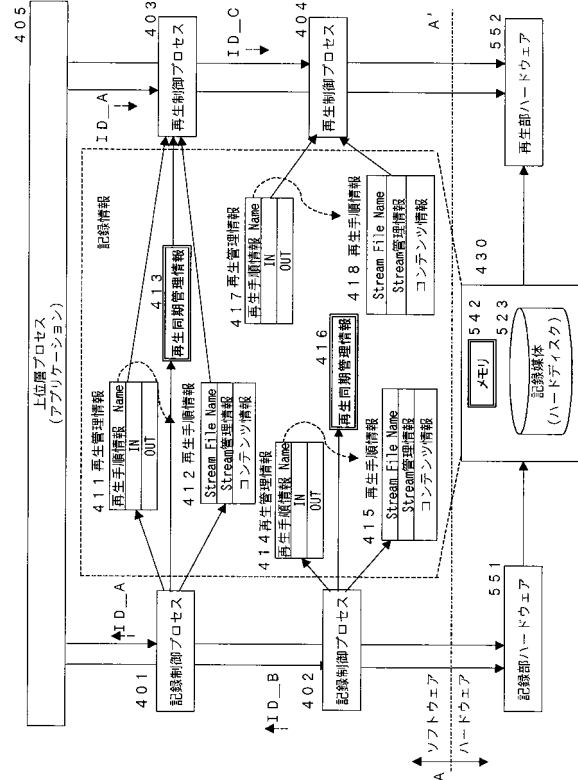 405
上位層プロセス
(アプリケーション)
ID_A
ID_A
記録情報
401
記録制御プロセス
411 再生管理情報
再生手順情報 Name
IN
OUT
413
再生同期管理情報
412 再生手順情報
Stream File Name
Stream管理情報
コンテンツ情報
403
再生制御プロセス
ID_B
ID_C
402
記録制御プロセス
414 再生管理情報
再生手順情報 Name
IN
OUT
416
再生同期管理情報
415 再生手順情報
Stream File Name
Stream管理情報
コンテンツ情報
417 再生管理情報
再生手順情報 Name
IN
OUT
418 再生手順情報
Stream File Name
Stream管理情報
コンテンツ情報
404
再生制御プロセス
A
A'
ソフトウェア
ハードウェア
551
記録部ハードウェア
430
542
メモリ
523
記録媒体
(ハードディスク)
552
再生部ハードウェア